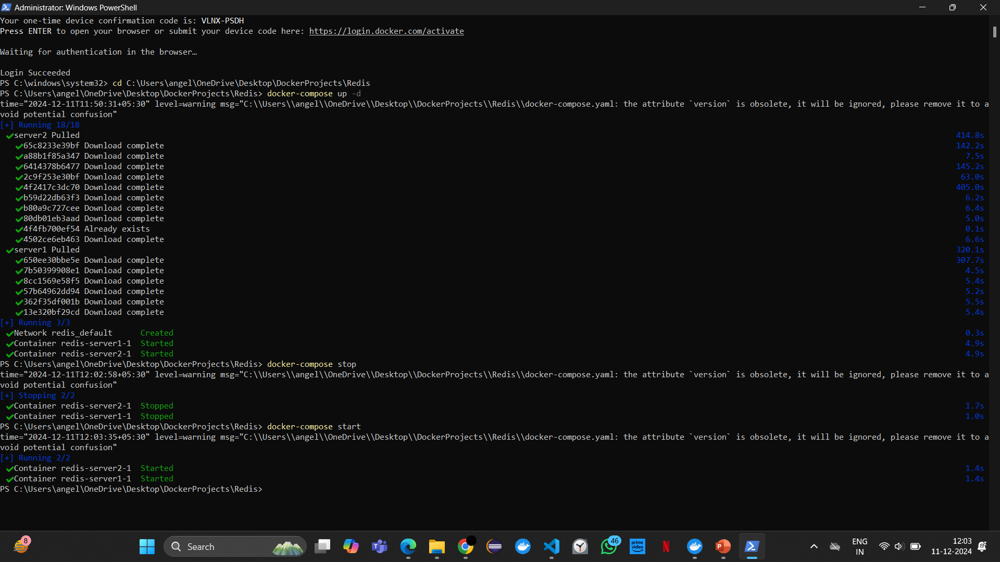 Administrator: Windows PowerShell
Your one-time device confirmation code is: VLNX-PSDH
Press ENTER to open your browser or submit your device code here: https://login.docker.com/activate
Waiting for authentication in the browser…
Login Succeeded
PS C:\windows\system32> cd C:\Users\angel\OneDrive\Desktop\DockerProjects\Redis
PS C:\Users\angel\OneDrive\Desktop\DockerProjects\Redis> docker-compose up -d
time="2024-12-11T11:50:31+05:30" level=warning msg="C:\\Users\\angel\\OneDrive\\Desktop\\DockerProjects\\Redis\\docker-compose.yaml: the attribute `version` is obsolete, it will be ignored, please remove it to a
void potential confusion"
[+] Running 18/18
✔server2 Pulled 414.8s
✔65c8233e39bf Download complete 142.2s
✔a88b1f85a347 Download complete 7.5s
✔6414378b6477 Download complete 145.2s
✔2c9f253e30bf Download complete 63.0s
✔4f2417c3dc70 Download complete 405.0s
✔b59d22db63f3 Download complete 6.2s
✔b80a9c727cee Download complete 6.4s
✔80db01eb3aad Download complete 5.0s
✔4f4fb700ef54 Already exists 0.1s
✔4502ce6eb463 Download complete 6.6s
✔server1 Pulled 320.1s
✔650ee30bbe5e Download complete 307.7s
✔7b50399908e1 Download complete 4.5s
✔8cc1569e58f5 Download complete 5.4s
✔57b64962dd94 Download complete 5.2s
✔362f35df001b Download complete 5.5s
✔13e320bf29cd Download complete 5.4s
[+] Running 3/3
✔Network redis_default Created 0.3s
✔Container redis-server1-1 Started 4.9s
✔Container redis-server2-1 Started 4.9s
PS C:\Users\angel\OneDrive\Desktop\DockerProjects\Redis> docker-compose stop
time="2024-12-11T12:02:58+05:30" level=warning msg="C:\\Users\\angel\\OneDrive\\Desktop\\DockerProjects\\Redis\\docker-compose.yaml: the attribute `version` is obsolete, it will be ignored, please remove it to a
void potential confusion"
[+] Stopping 2/2
✔Container redis-server2-1 Stopped 1.7s
✔Container redis-server1-1 Stopped 1.0s
PS C:\Users\angel\OneDrive\Desktop\DockerProjects\Redis> docker-compose start
time="2024-12-11T12:03:35+05:30" level=warning msg="C:\\Users\\angel\\OneDrive\\Desktop\\DockerProjects\\Redis\\docker-compose.yaml: the attribute `version` is obsolete, it will be ignored, please remove it to a
void potential confusion"
[+] Running 2/2
✔Container redis-server2-1 Started 1.4s
✔Container redis-server1-1 Started 1.4s
PS C:\Users\angel\OneDrive\Desktop\DockerProjects\Redis>
8
Search
T
46
prime video
N
P
ENG
IN
12:03
11-12-2024